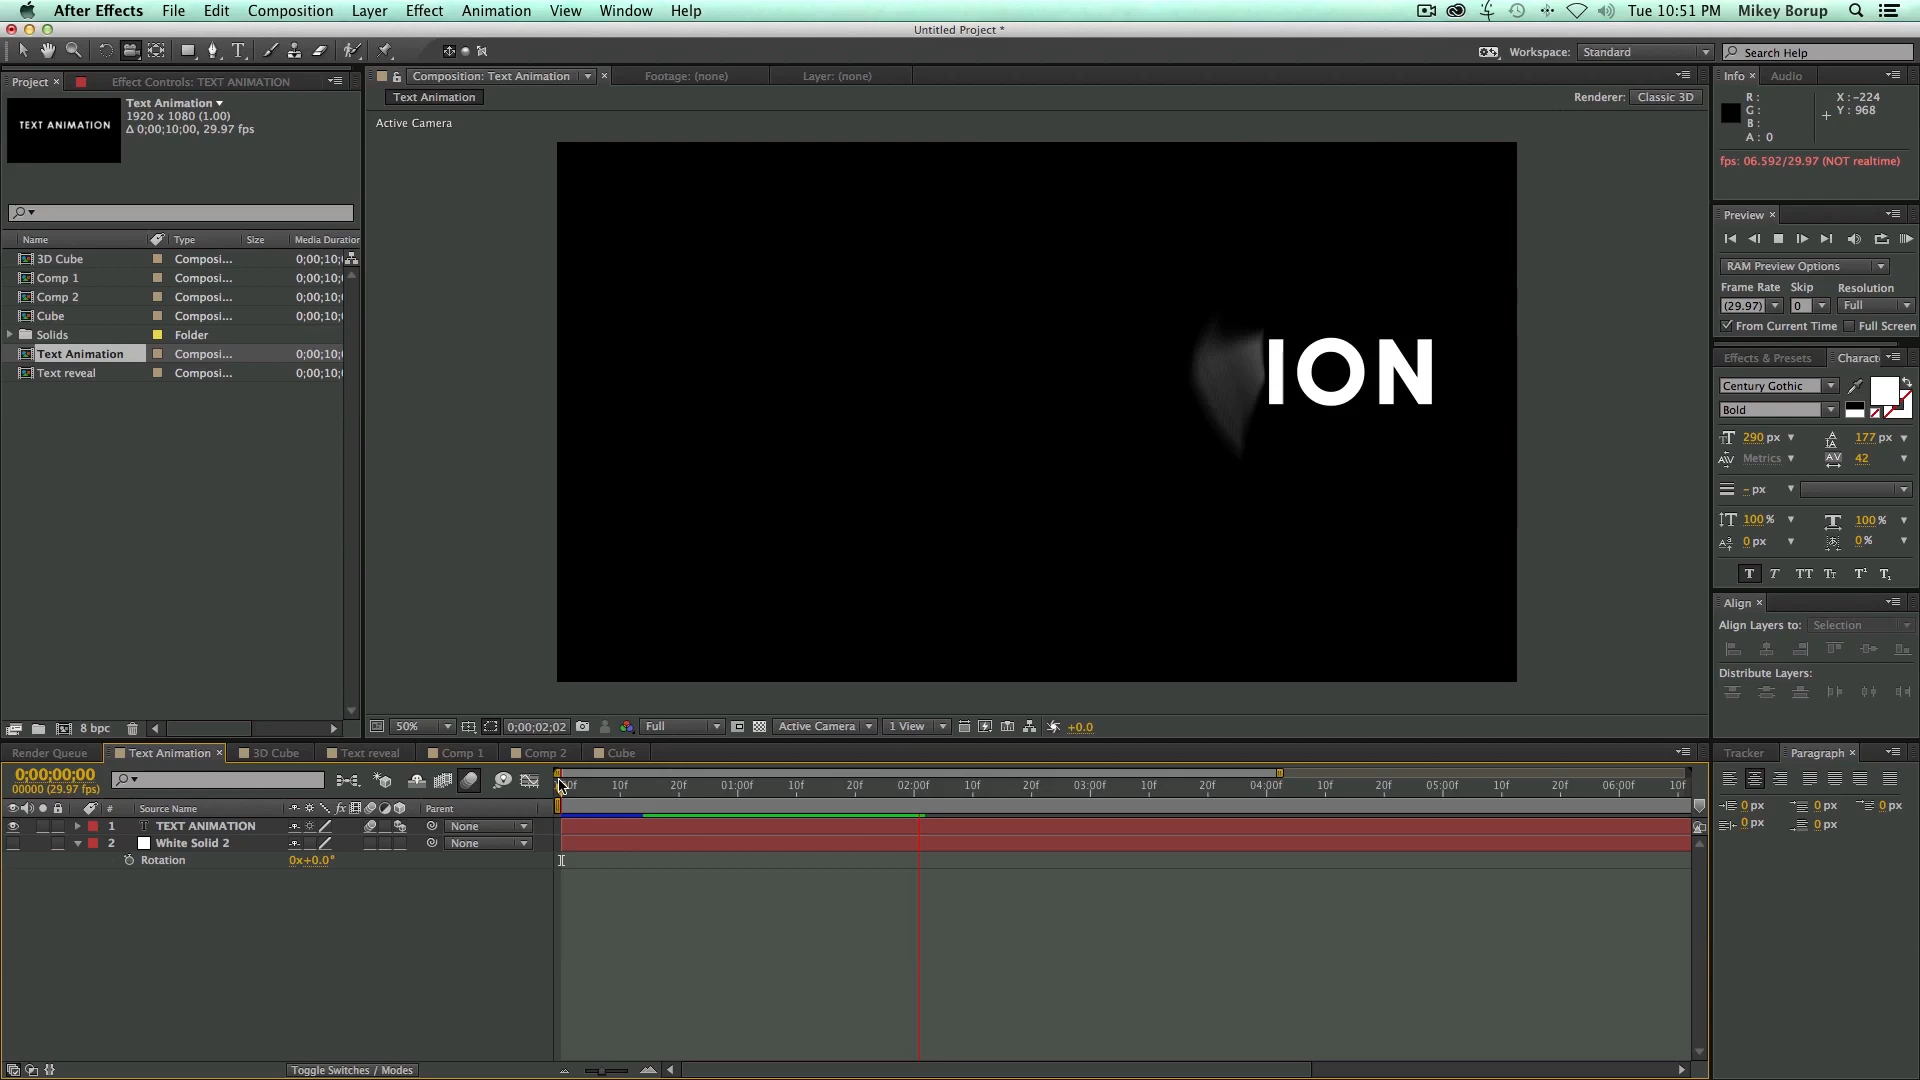 After Effects File Edit Composition Layer Effect Animation View Window Help Tue 10:51 PM Mikey Borup
Untitled Project *
Workspace: Standard Search Help
Project × Effect Controls: TEXT ANIMATION Composition: Text Animation × Footage: (none) Layer: (none) Info × Audio
TEXT ANIMATION
Text Animation
1920 x 1080 (1.00)
Δ 0;00;10;00, 29.97 fps
Text Animation
Renderer: Classic 3D
Active Camera
R :
G :
B :
A : 0
X : -224
Y : 968
fps: 06.592/29.97 (NOT realtime)
Name Type Size Media Duration
3D Cube Composi... 0;00;10;
Comp 1 Composi... 0;00;10;
Comp 2 Composi... 0;00;10;
Cube Composi... 0;00;10;
Solids Folder
Text Animation Composi... 0;00;10;
Text reveal Composi... 0;00;10;
ION
Preview ×
RAM Preview Options
Frame Rate Skip Resolution
(29.97) 0 Full
From Current Time Full Screen
Effects & Presets Charact
Century Gothic
Bold
290 px 177 px
Metrics 42
- px
100 % 100 %
0 px 0 %
T T TT Tt T¹ T₁
Align ×
Align Layers to: Selection
Distribute Layers:
8 bpc
50% 0;00;02;02 Full Active Camera 1 View +0.0
Render Queue Text Animation × 3D Cube Text reveal Comp 1 Comp 2 Cube
Tracker Paragraph ×
0;00;00;00
00000 (29.97 fps)
0f 10f 20f 01:00f 10f 20f 02:00f 10f 20f 03:00f 10f 20f 04:00f 10f 20f 05:00f 10f 20f 06:00f 10f
# Source Name fx Parent
1 T TEXT ANIMATION None
2 White Solid 2 None
Rotation 0x+0.0°
0 px 0 px 0 px
0 px 0 px
Toggle Switches / Modes